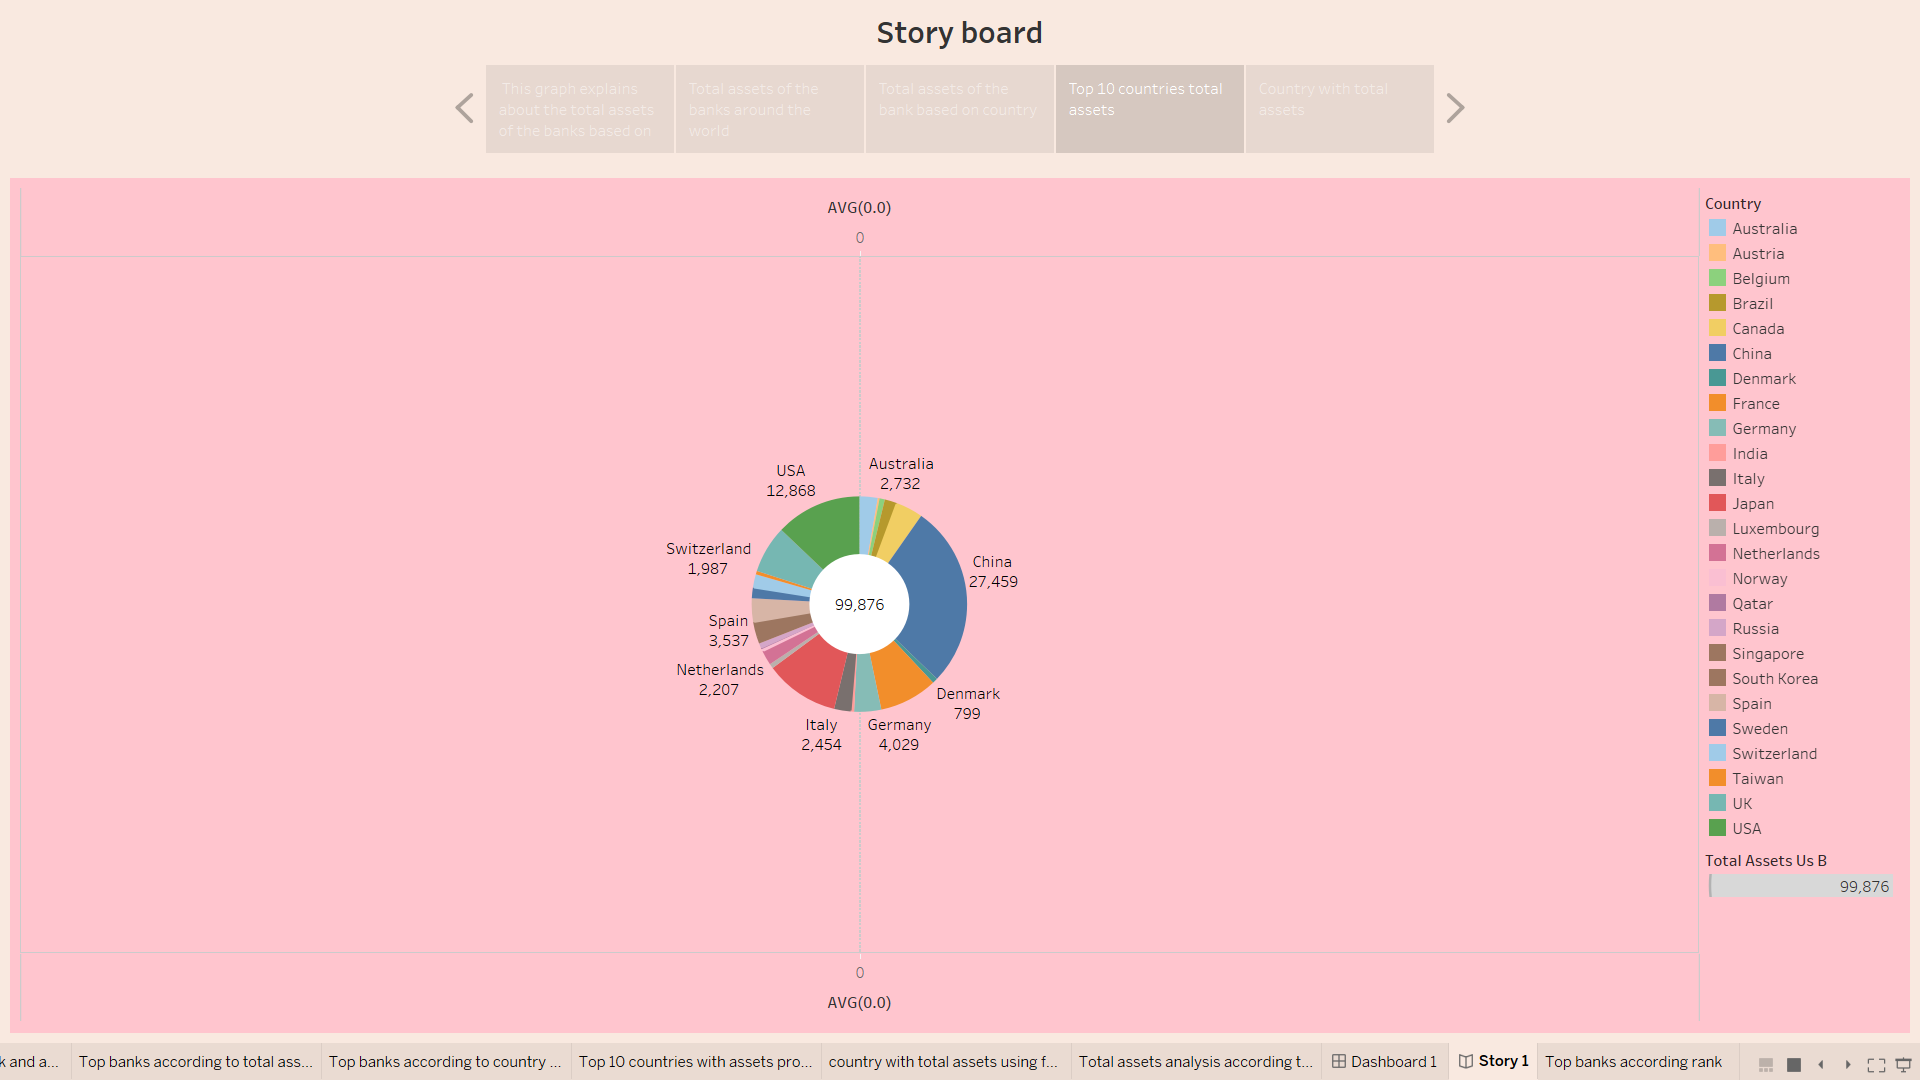 Story board
This graph explains
about the total assets
of the banks based on
Total assets of the
banks around the
world
Total assets of the
bank based on country
Top 10 countries total
assets
Country with total
assets
AVG(0.0)
0
USA
12,868
Australia
2,732
China
27,459
Switzerland
1,987
99,876
Spain
3,537
Netherlands
2,207
Denmark
799
Italy
2,454
Germany
4,029
0
AVG(0.0)
Country
Australia
Austria
Belgium
Brazil
Canada
China
Denmark
France
Germany
India
Italy
Japan
Luxembourg
Netherlands
Norway
Qatar
Russia
Singapore
South Korea
Spain
Sweden
Switzerland
Taiwan
UK
USA
Total Assets Us B
99,876
k and a...
Top banks according to total ass...
Top banks according to country ...
Top 10 countries with assets pro...
country with total assets using f...
Total assets analysis according t...
Dashboard 1
Story 1
Top banks according rank